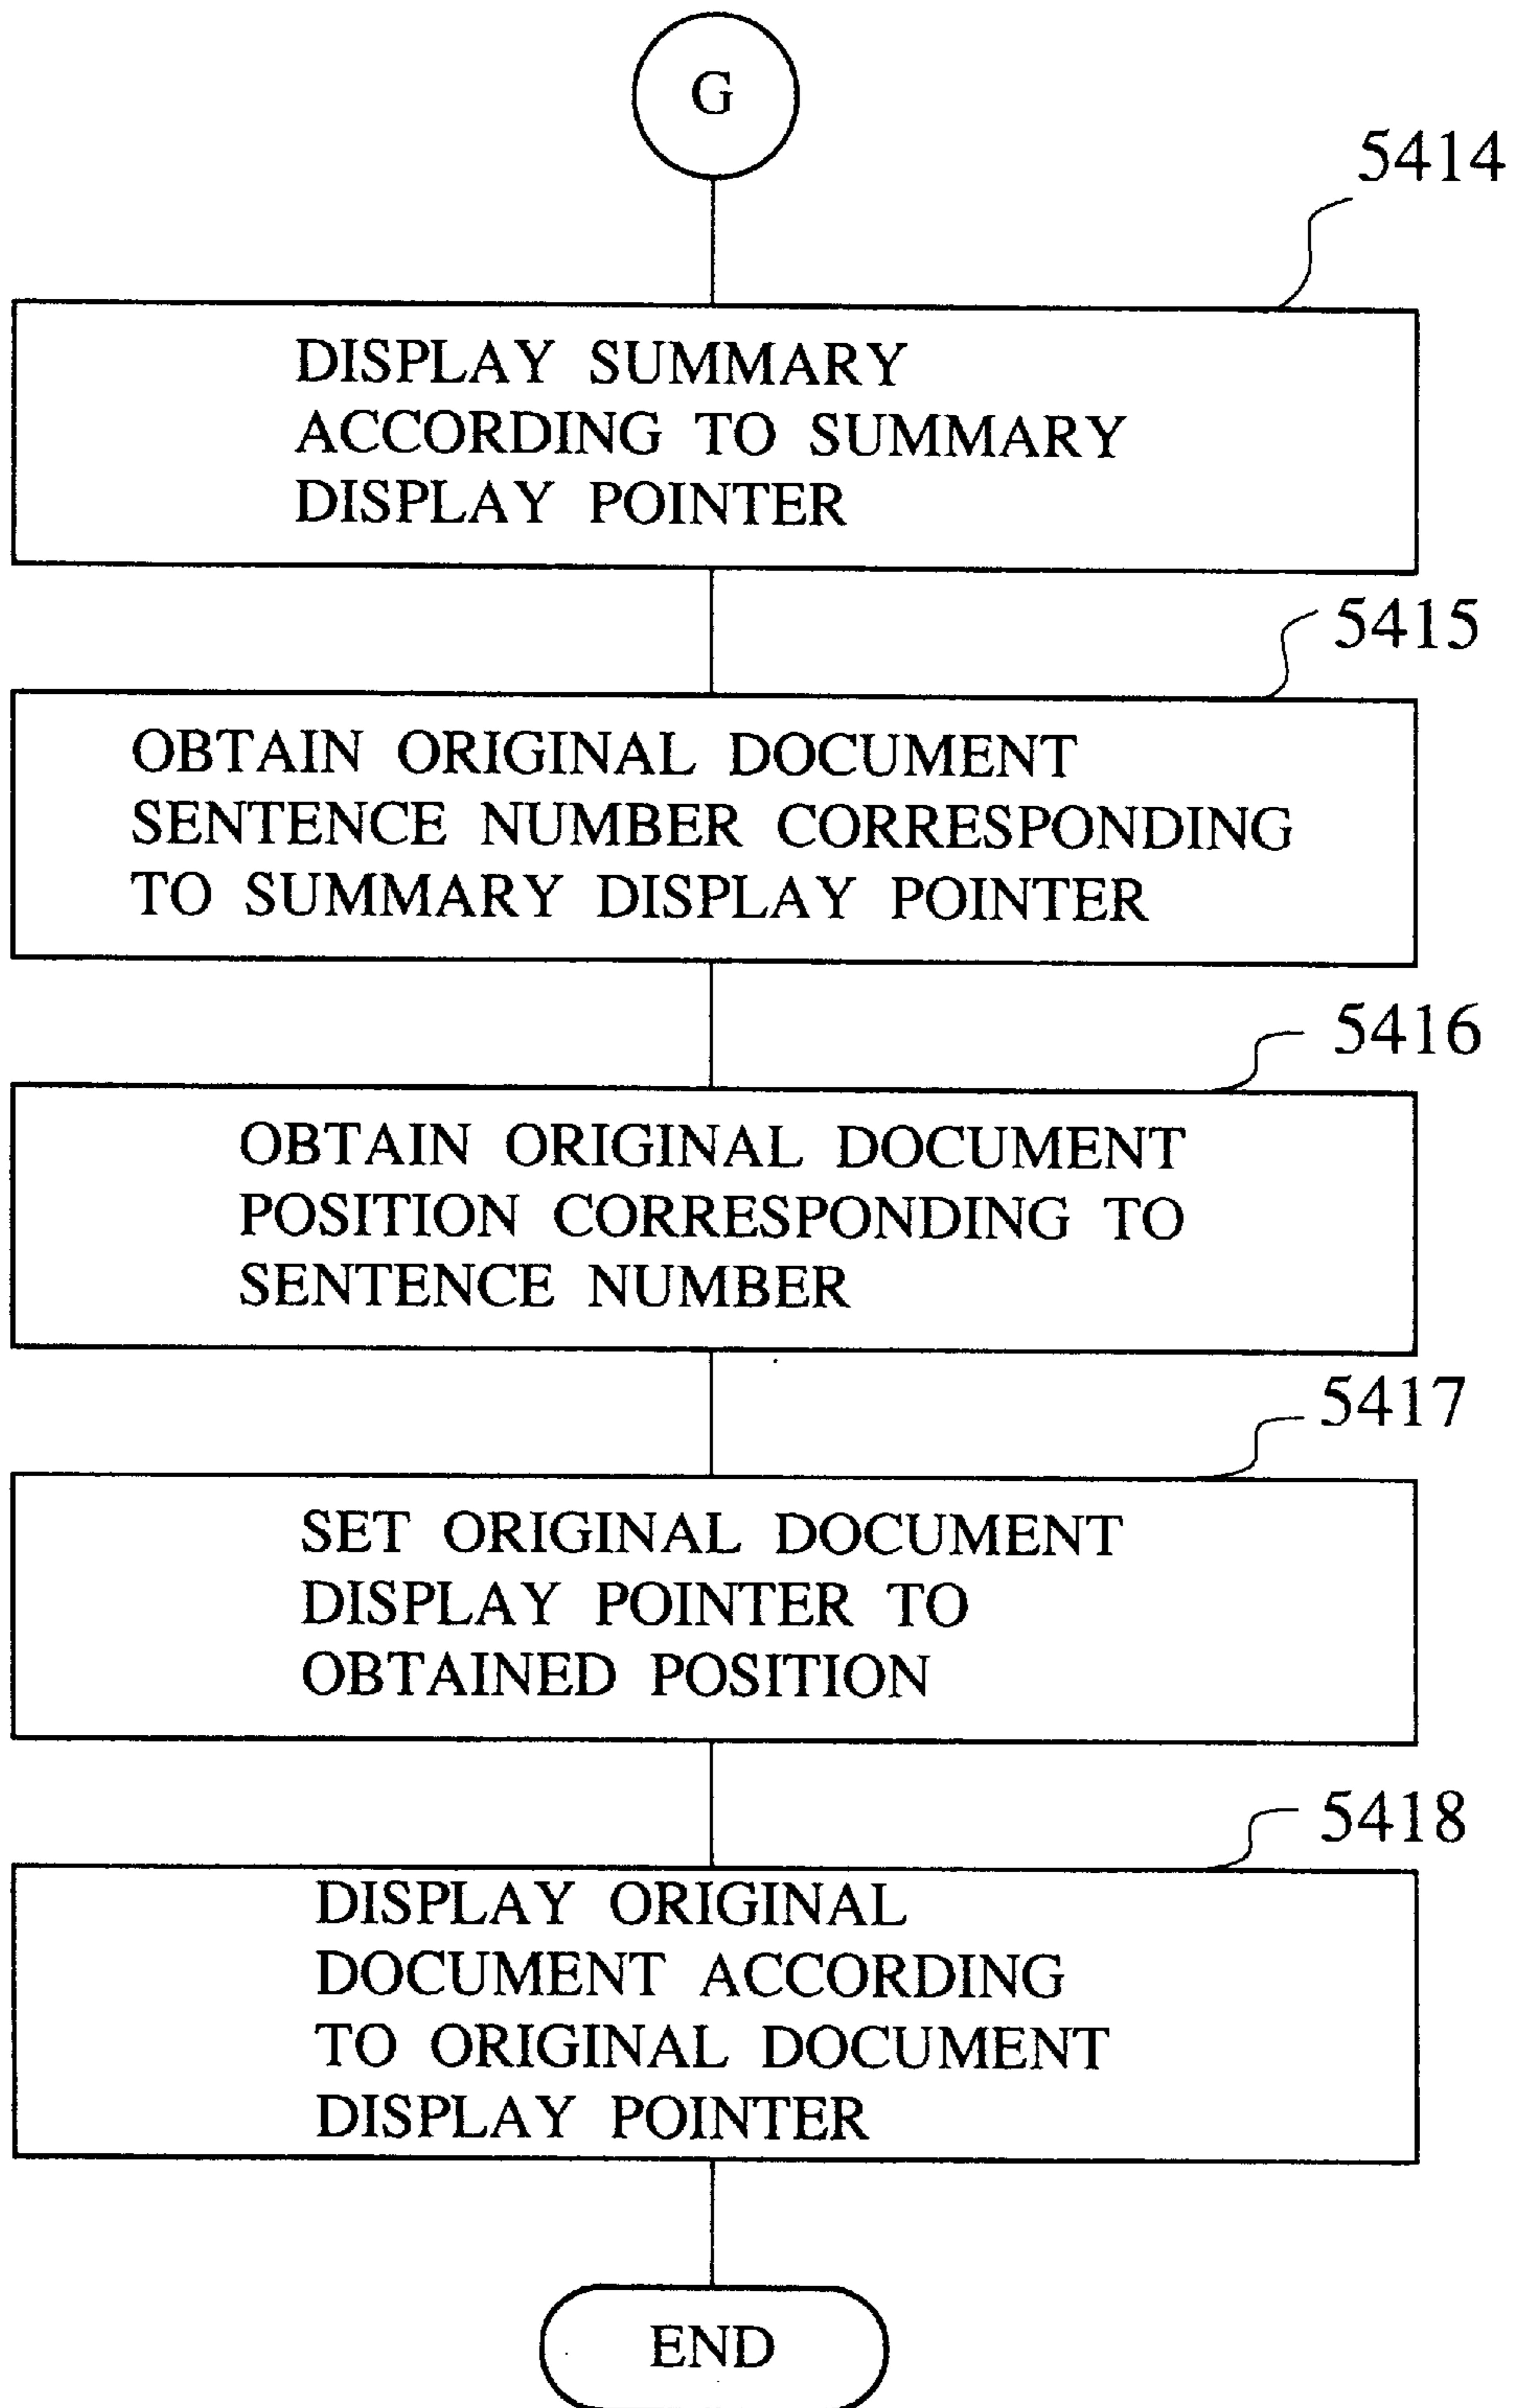 G
5414
DISPLAY SUMMARY
ACCORDING TO SUMMARY
DISPLAY POINTER
5415
OBTAIN ORIGINAL DOCUMENT
SENTENCE NUMBER CORRESPONDING
TO SUMMARY DISPLAY POINTER
5416
OBTAIN ORIGINAL DOCUMENT
POSITION CORRESPONDING TO
SENTENCE NUMBER
5417
SET ORIGINAL DOCUMENT
DISPLAY POINTER TO
OBTAINED POSITION
5418
DISPLAY ORIGINAL
DOCUMENT ACCORDING
TO ORIGINAL DOCUMENT
DISPLAY POINTER
END